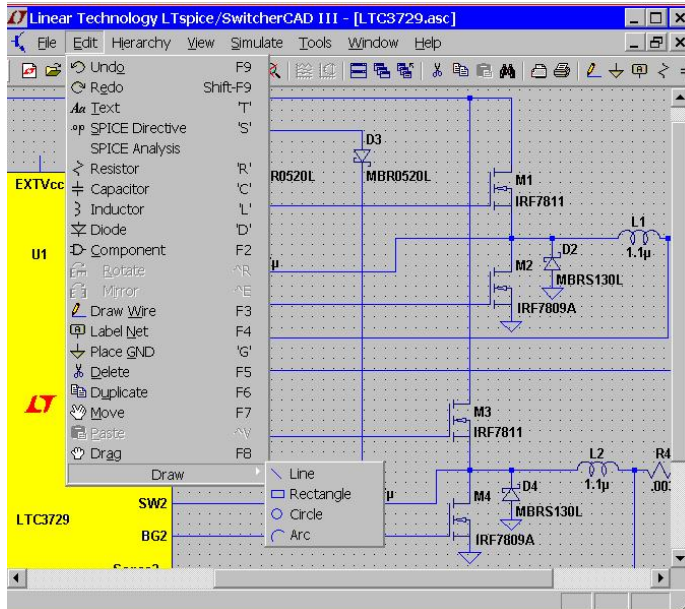 Linear Technology LTspice/SwitcherCAD III - [LTC3729.asc]
File Edit Hierarchy View Simulate Tools Window Help
Undo F9
Redo Shift-F9
Aa Text 'T'
.op SPICE Directive 'S'
SPICE Analysis
Resistor 'R'
Capacitor 'C'
Inductor 'L'
Diode 'D'
Component F2
Rotate ^R
Mirror ^E
Draw Wire F3
Label Net F4
Place GND 'G'
Delete F5
Duplicate F6
Move F7
Paste ^V
Drag F8
Draw
Line
Rectangle
Circle
Arc
EXTVcc
U1
LTC3729
SW2
BG2
D3
R0520L
MBR0520L
M1
IRF7811
L1
1.1µ
D2
MBRS130L
µ
M2
IRF7809A
M3
IRF7811
L2
1.1µ
R4
.00
µ
M4
D4
MBRS130L
IRF7809A